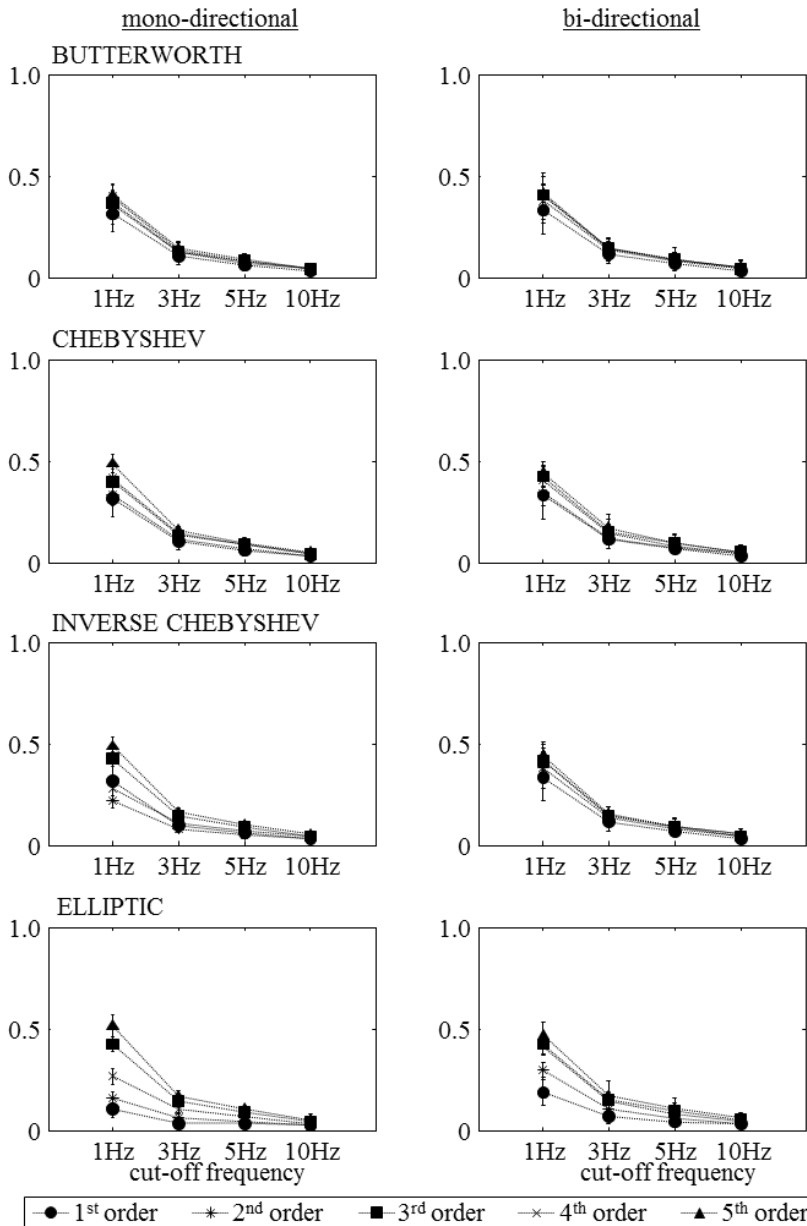 mono-directional bi-directional
BUTTERWORTH
1.0 1.0
0.5 0.5
0 0
1Hz 3Hz 5Hz 10Hz 1Hz 3Hz 5Hz 10Hz
CHEBYSHEV
1.0 1.0
0.5 0.5
0 0
1Hz 3Hz 5Hz 10Hz 1Hz 3Hz 5Hz 10Hz
INVERSE CHEBYSHEV
1.0 1.0
0.5 0.5
0 0
1Hz 3Hz 5Hz 10Hz 1Hz 3Hz 5Hz 10Hz
ELLIPTIC
1.0 1.0
0.5 0.5
0 0
1Hz 3Hz 5Hz 10Hz 1Hz 3Hz 5Hz 10Hz
cut-off frequency cut-off frequency
1st order 2nd order 3rd order 4th order 5th order